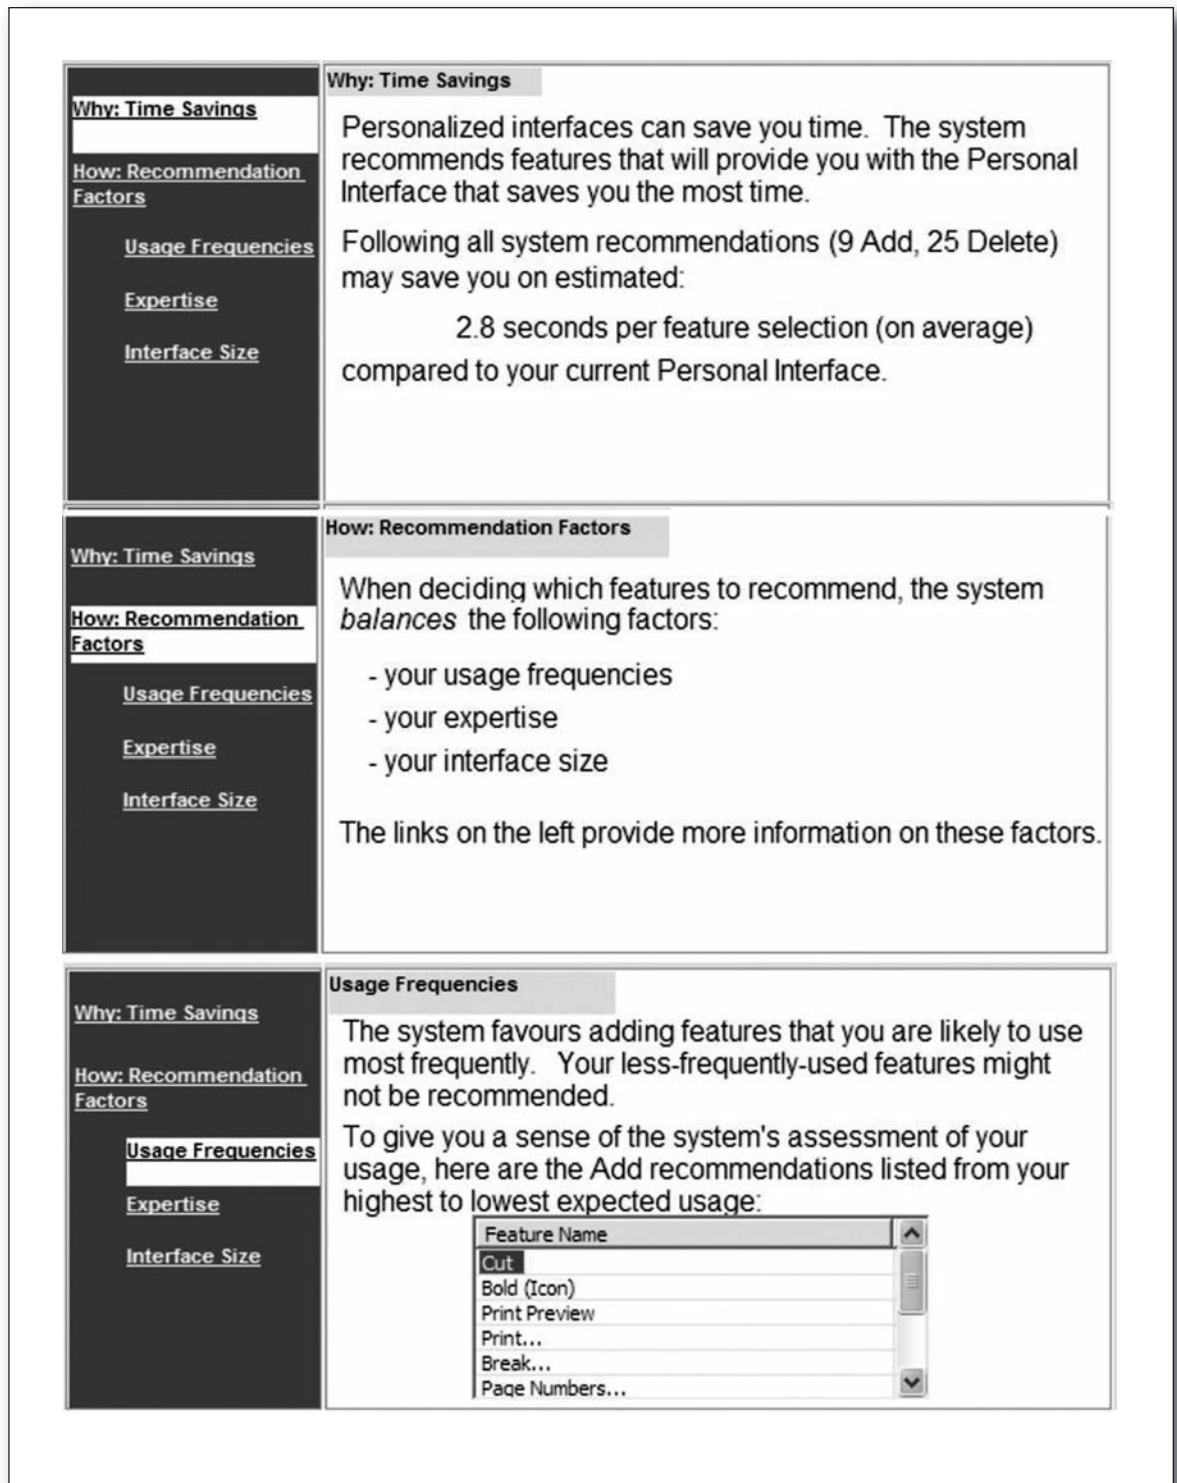 Why: Time Savings
How: Recommendation
Factors
Usage Frequencies
Expertise
Interface Size
Why: Time Savings
Personalized interfaces can save you time. The system
recommends features that will provide you with the Personal
Interface that saves you the most time.
Following all system recommendations (9 Add, 25 Delete)
may save you on estimated:
2.8 seconds per feature selection (on average)
compared to your current Personal Interface.
Why: Time Savings
How: Recommendation
Factors
Usage Frequencies
Expertise
Interface Size
How: Recommendation Factors
When deciding which features to recommend, the system
balances the following factors:
- your usage frequencies
- your expertise
- your interface size
The links on the left provide more information on these factors.
Why: Time Savings
How: Recommendation
Factors
Usage Frequencies
Expertise
Interface Size
Usage Frequencies
The system favours adding features that you are likely to use
most frequently. Your less-frequently-used features might
not be recommended.
To give you a sense of the system's assessment of your
usage, here are the Add recommendations listed from your
highest to lowest expected usage:
Feature Name
Cut
Bold (Icon)
Print Preview
Print...
Break...
Page Numbers...